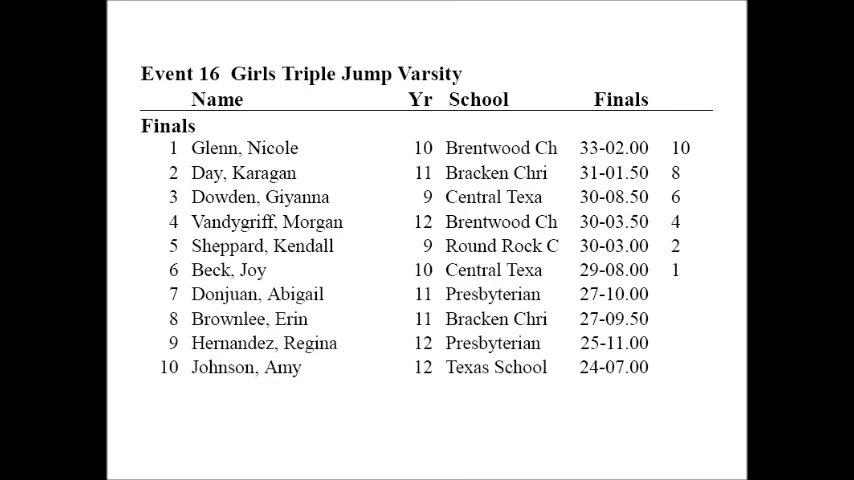 Event 16 Girls Triple Jump Varsity
Name Yr School Finals
Finals
1 Glenn, Nicole 10 Brentwood Ch 33-02.00 10
2 Day, Karagan 11 Bracken Chri 31-01.50 8
3 Dowden, Giyanna 9 Central Texa 30-08.50 6
4 Vandygriff, Morgan 12 Brentwood Ch 30-03.50 4
5 Sheppard, Kendall 9 Round Rock C 30-03.00 2
6 Beck, Joy 10 Central Texa 29-08.00 1
7 Donjuan, Abigail 11 Presbyterian 27-10.00
8 Brownlee, Erin 11 Bracken Chri 27-09.50
9 Hernandez, Regina 12 Presbyterian 25-11.00
10 Johnson, Amy 12 Texas School 24-07.00